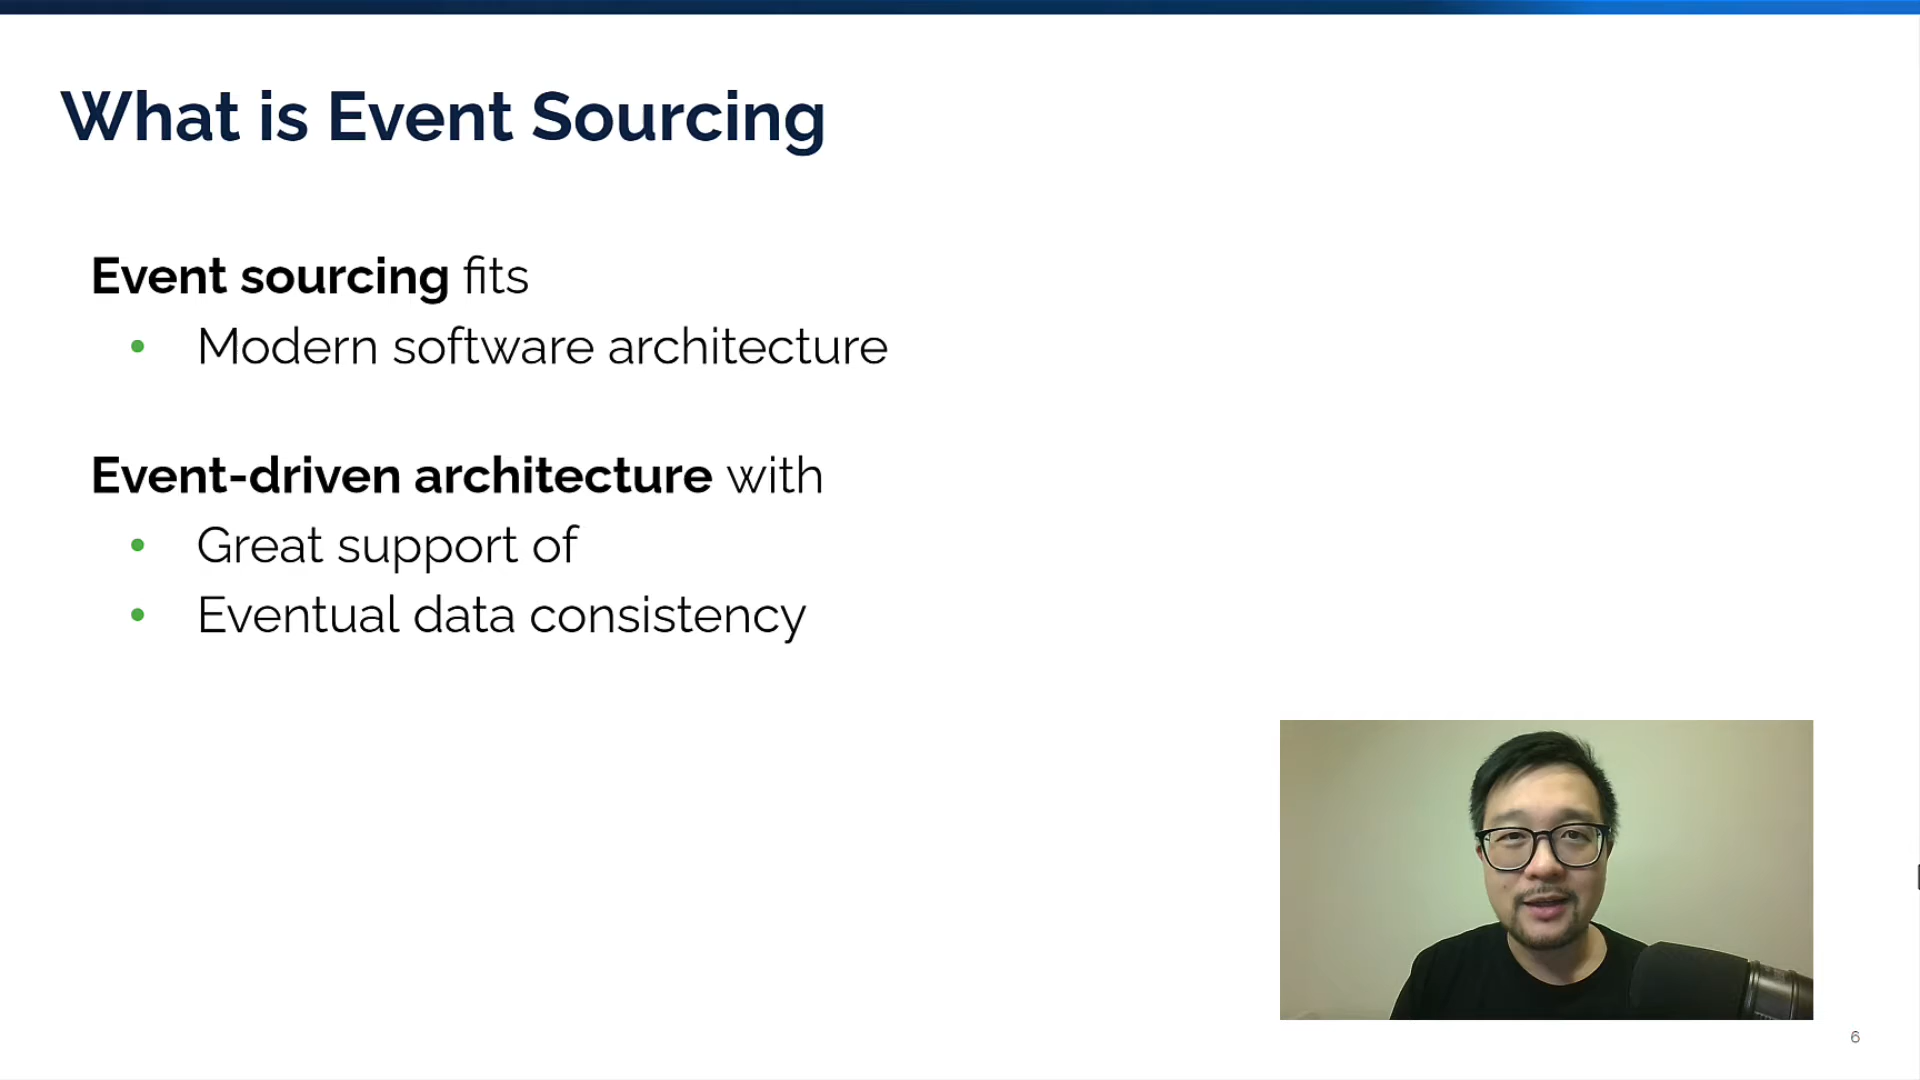 What is Event Sourcing
Event sourcing fits
• Modern software architecture
Event-driven architecture with
• Great support of
• Eventual data consistency
6